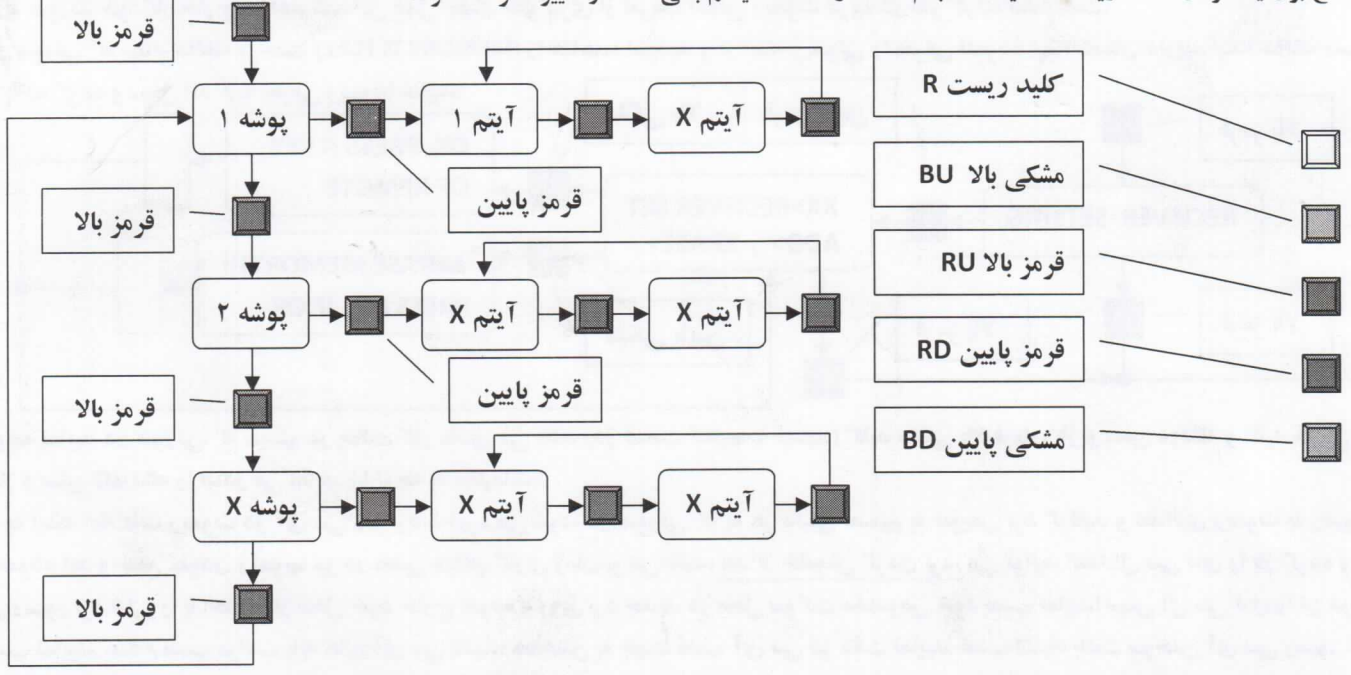 قرمز بالا
پوشه ۱
آیتم ۱
آیتم X
قرمز پایین
قرمز بالا
پوشه ۲
آیتم X
آیتم X
قرمز پایین
قرمز بالا
پوشه X
آیتم X
آیتم X
قرمز بالا
کلید ریست R
مشکی بالا BU
قرمز بالا RU
قرمز پایین RD
مشکی پایین BD